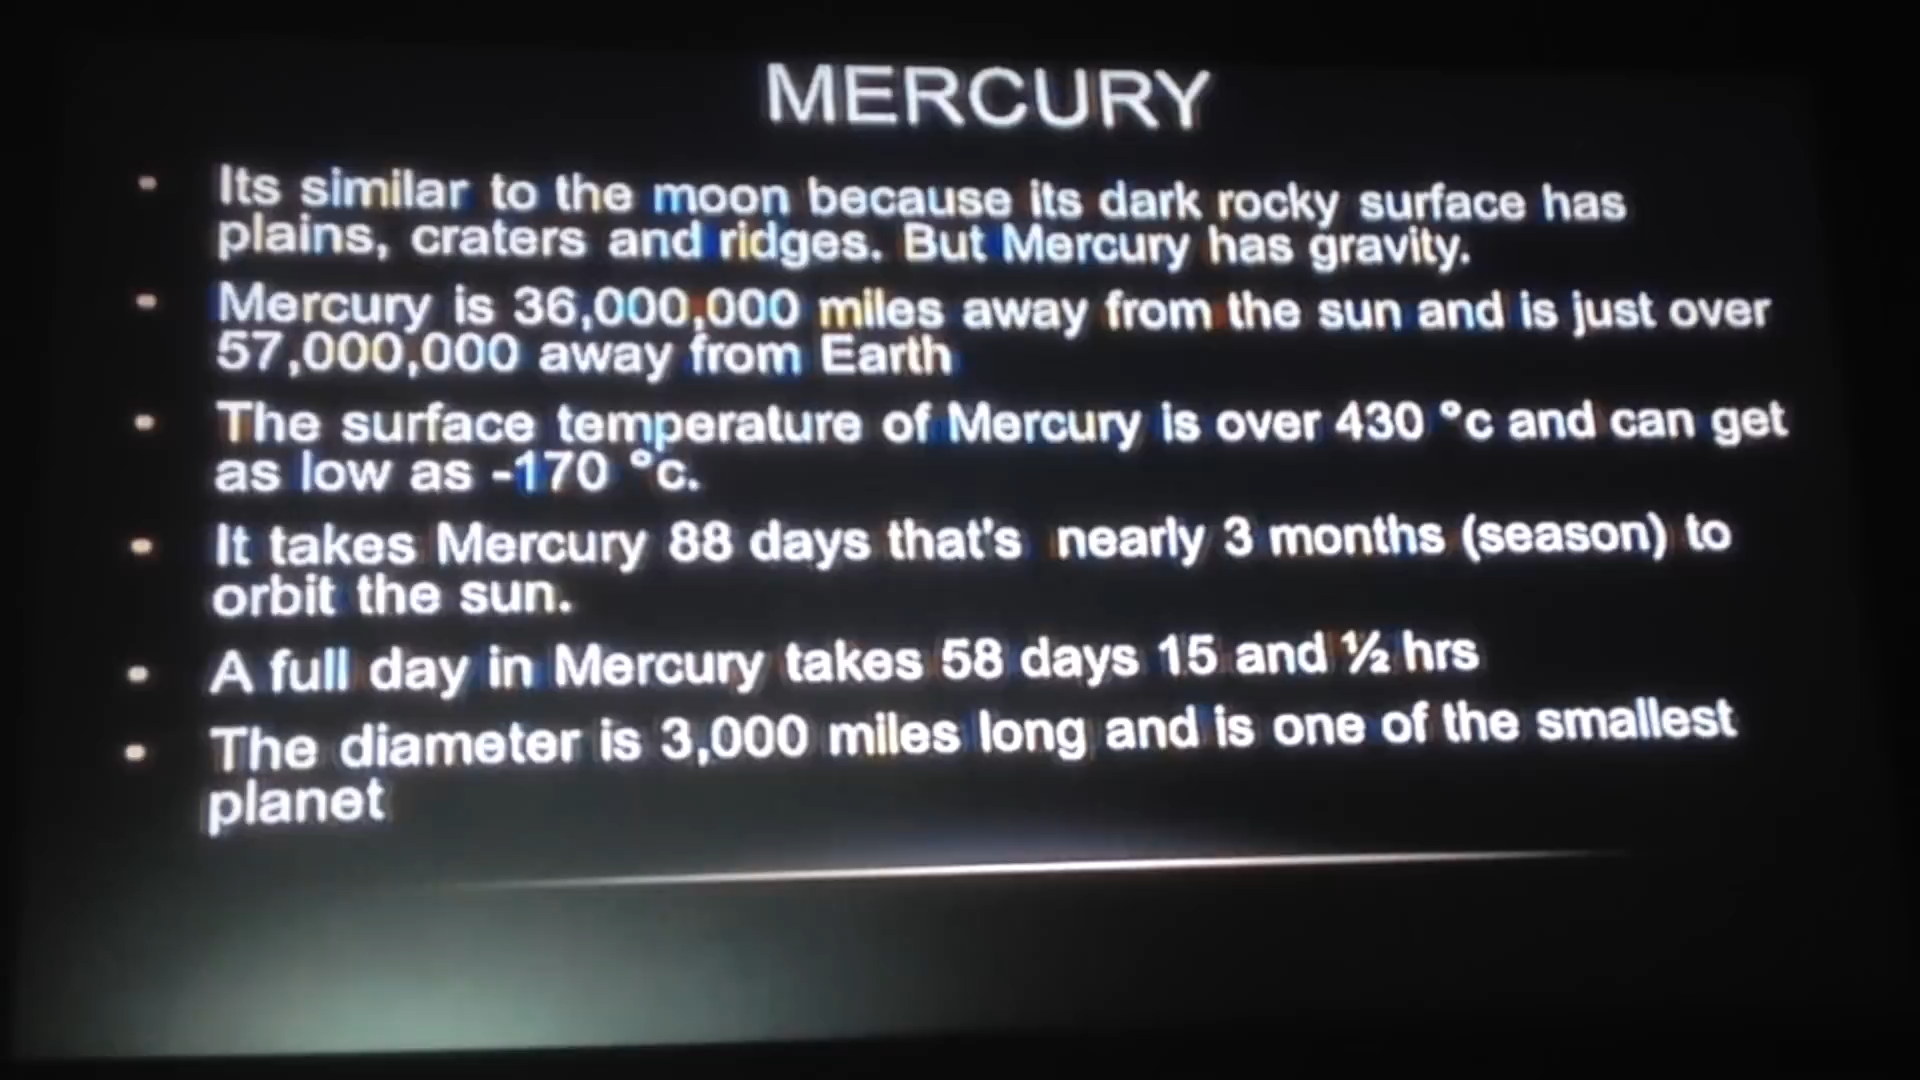 MERCURY
• Its similar to the moon because its dark rocky surface has
plains, craters and ridges. But Mercury has gravity.
• Mercury is 36,000,000 miles away from the sun and is just over
57,000,000 away from Earth
• The surface temperature of Mercury is over 430 °c and can get
as low as -170 °c.
• It takes Mercury 88 days that's nearly 3 months (season) to
orbit the sun.
• A full day in Mercury takes 58 days 15 and ½ hrs
• The diameter is 3,000 miles long and is one of the smallest
planet